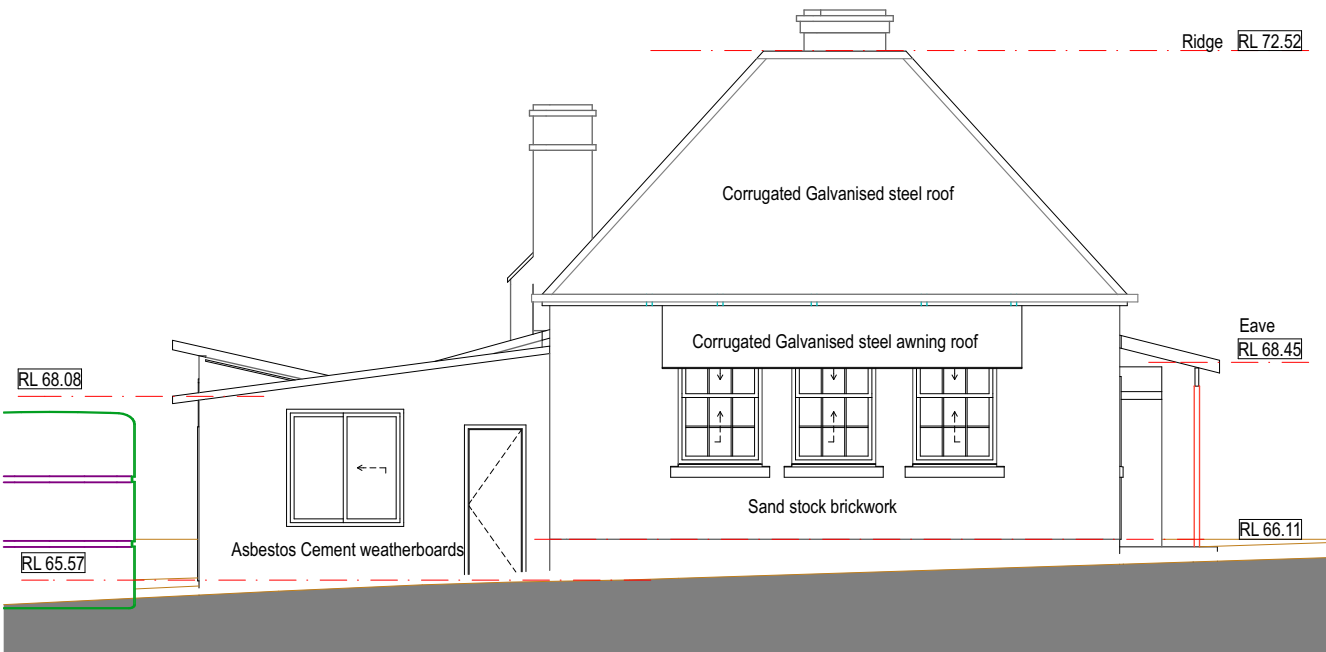 Ridge RL 72.52
Corrugated Galvanised steel roof
Eave
RL 68.45
Corrugated Galvanised steel awning roof
RL 68.08
Sand stock brickwork
RL 66.11
Asbestos Cement weatherboards
RL 65.57